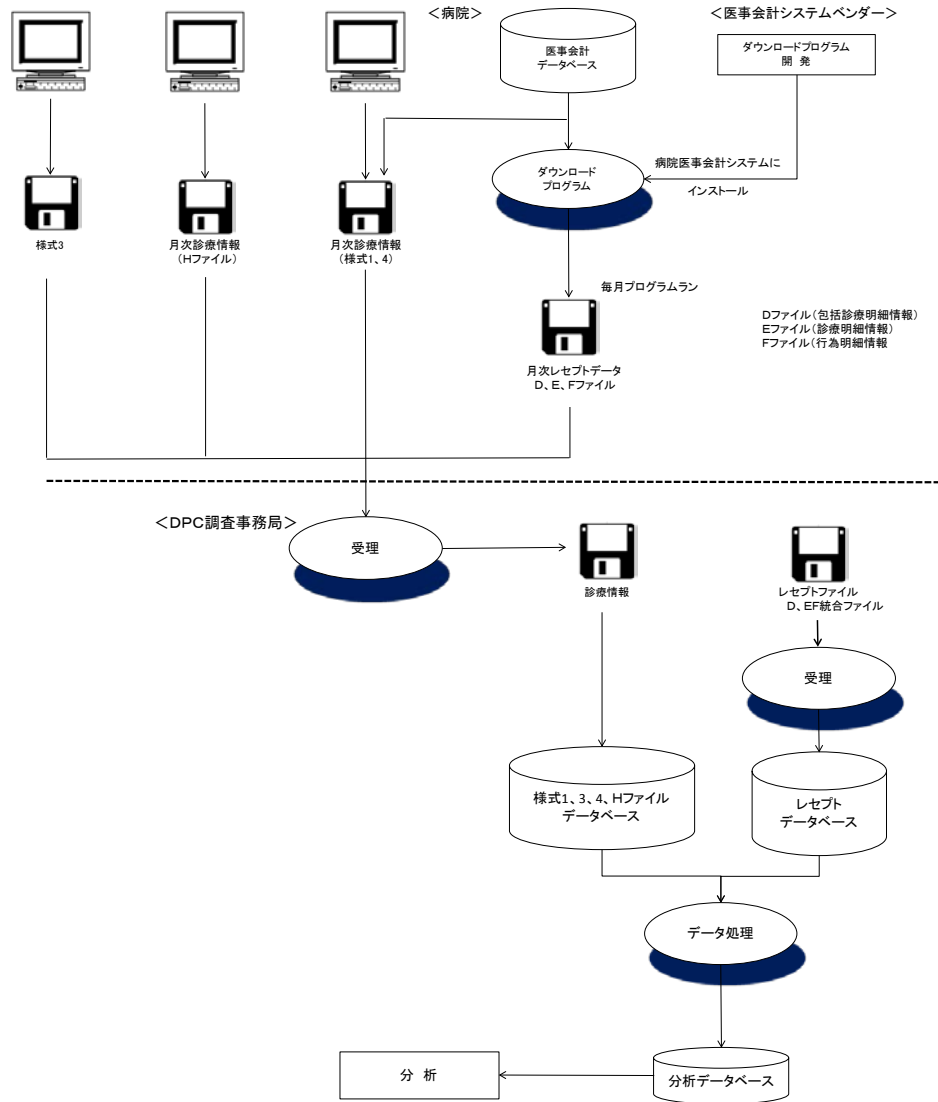 ＜病院＞
＜医事会計システムベンダー＞
医事会計
データベース
ダウンロードプログラム
開 発
ダウンロード
プログラム
病院医事会計システムに
インストール
様式3
月次診療情報
（Hファイル）
月次診療情報
（様式1、4）
毎月プログラムラン
Dファイル（包括診療明細情報）
Eファイル（診療明細情報）
Fファイル（行為明細情報
月次レセプトデータ
D、E、Fファイル
＜DPC調査事務局＞
受理
診療情報
レセプトファイル
D、EF統合ファイル
受理
様式1、3、4、Hファイル
データベース
レセプト
データベース
データ処理
分 析
分析データベース